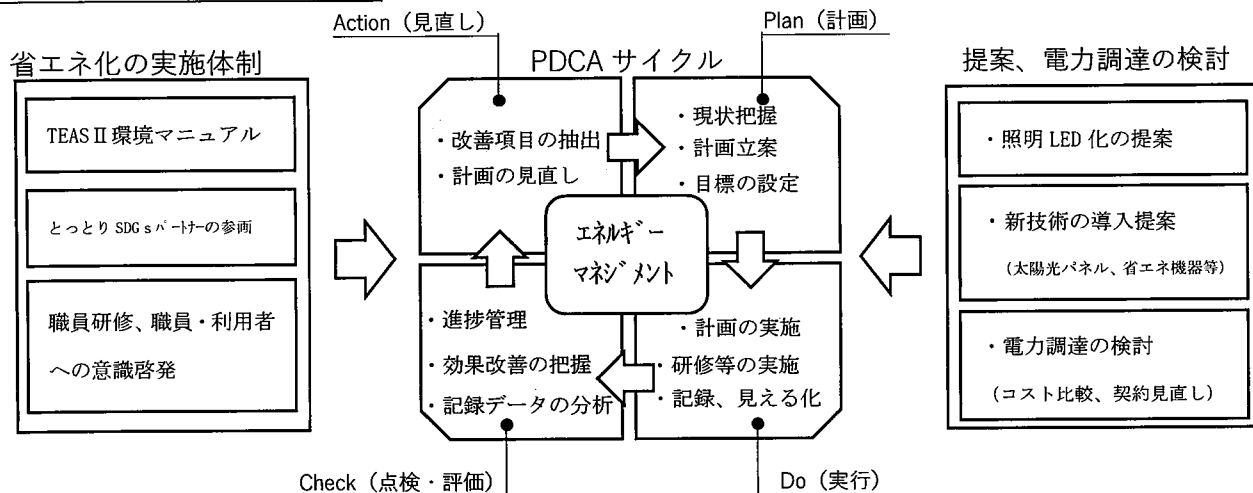 Action（見直し）
Plan（計画）
省エネ化の実施体制
PDCA サイクル
提案、電力調達の検討
TEASⅡ環境マニュアル
とっとり SDGｓパートナーの参画
職員研修、職員・利用者
への意識啓発
・改善項目の抽出
・計画の見直し
・現状把握
・計画立案
・目標の設定
エネルギー
マネジメント
・進捗管理
・効果改善の把握
・記録データの分析
・計画の実施
・研修等の実施
・記録、見える化
・照明 LED 化の提案
・新技術の導入提案
（太陽光パネル、省エネ機器等）
・電力調達の検討
（コスト比較、契約見直し）
Check（点検・評価）
Do（実行）